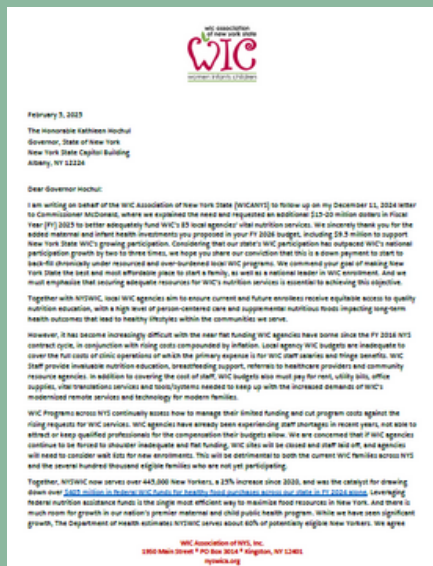 wic association
of new york state
WIC
women infants children
February 5, 2025
The Honorable Kathleen Hochul
Governor, State of New York
New York State Capitol Building
Albany, NY 12224
Dear Governor Hochul:
I am writing on behalf of the WIC Association of New York State (WICANYS) to follow up on my December 11, 2024 letter
to Commissioner McDonald, where we explained the need and requested an additional $15-20 million dollars in Fiscal
Year (FY) 2025 to better adequately fund WIC's 85 local agencies' vital nutrition services. We sincerely thank you for the
added maternal and infant health investments you proposed in your FY 2026 budget, including $9.5 million to support
New York State WIC's growing participation. Considering that our state's WIC participation has outpaced WIC's national
participation growth by two to three times, we hope you share our conviction that this is a down payment to start to
back-fill chronically under resourced and over-burdened local WIC programs. We commend your goal of making New
York State the best and most affordable place to start a family, as well as a national leader in WIC enrollment. And we
must emphasize that securing adequate resources for WIC's nutrition services is essential to achieving this objective.
Together with NYSWIC, local WIC agencies aim to ensure current and future enrollees receive equitable access to quality
nutrition education, with a high level of person-centered care and supplemental nutritious foods impacting long-term
health outcomes that lead to healthy lifestyles within the communities we serve.
However, it has become increasingly difficult with the near flat funding WIC agencies have borne since the FY 2016 NYS
contract cycle, in conjunction with rising costs compounded by inflation. Local agency WIC budgets are inadequate to
cover the full costs of clinic operations of which the primary expense is for WIC staff salaries and fringe benefits. WIC
Staff provide invaluable nutrition education, breastfeeding support, referrals to healthcare providers and community
resource agencies. In addition to covering the cost of staff, WIC budgets also must pay for rent, utility bills, office
supplies, vital translations services and tools/systems needed to keep up with the increased demands of WIC's
modernized remote services and technology for modern families.
WIC Programs across NYS continually assess how to manage their limited funding and cut program costs against the
rising requests for WIC services. WIC agencies have already been experiencing staff shortages in recent years, not able to
attract or keep qualified professionals for the compensation their budgets allow. We are concerned that if WIC agencies
continue to be forced to shoulder inadequate and flat funding, WIC sites will be closed and staff laid off, and agencies
will need to consider wait lists for new enrollments. This will be detrimental to both the current WIC families across NYS
and the several hundred thousand eligible families who are not yet participating.
Together, NYSWIC now serves over 445,000 New Yorkers, a 25% increase since 2020, and was the catalyst for drawing
down over $405 million in federal WIC funds for healthy food purchases across our state in FY 2024 alone. Leveraging
federal nutrition assistance funds is the single most efficient way to maximize food resources in New York. And there is
much room for growth in our nation's premier maternal and child public health program. While we have seen significant
growth, The Department of Health estimates NYSWIC serves about 60% of potentially eligible New Yorkers. We agree
WIC Association of NYS, Inc.
1950 Main Street * PO Box 3014 * Kingston, NY 12401
nyswica.org